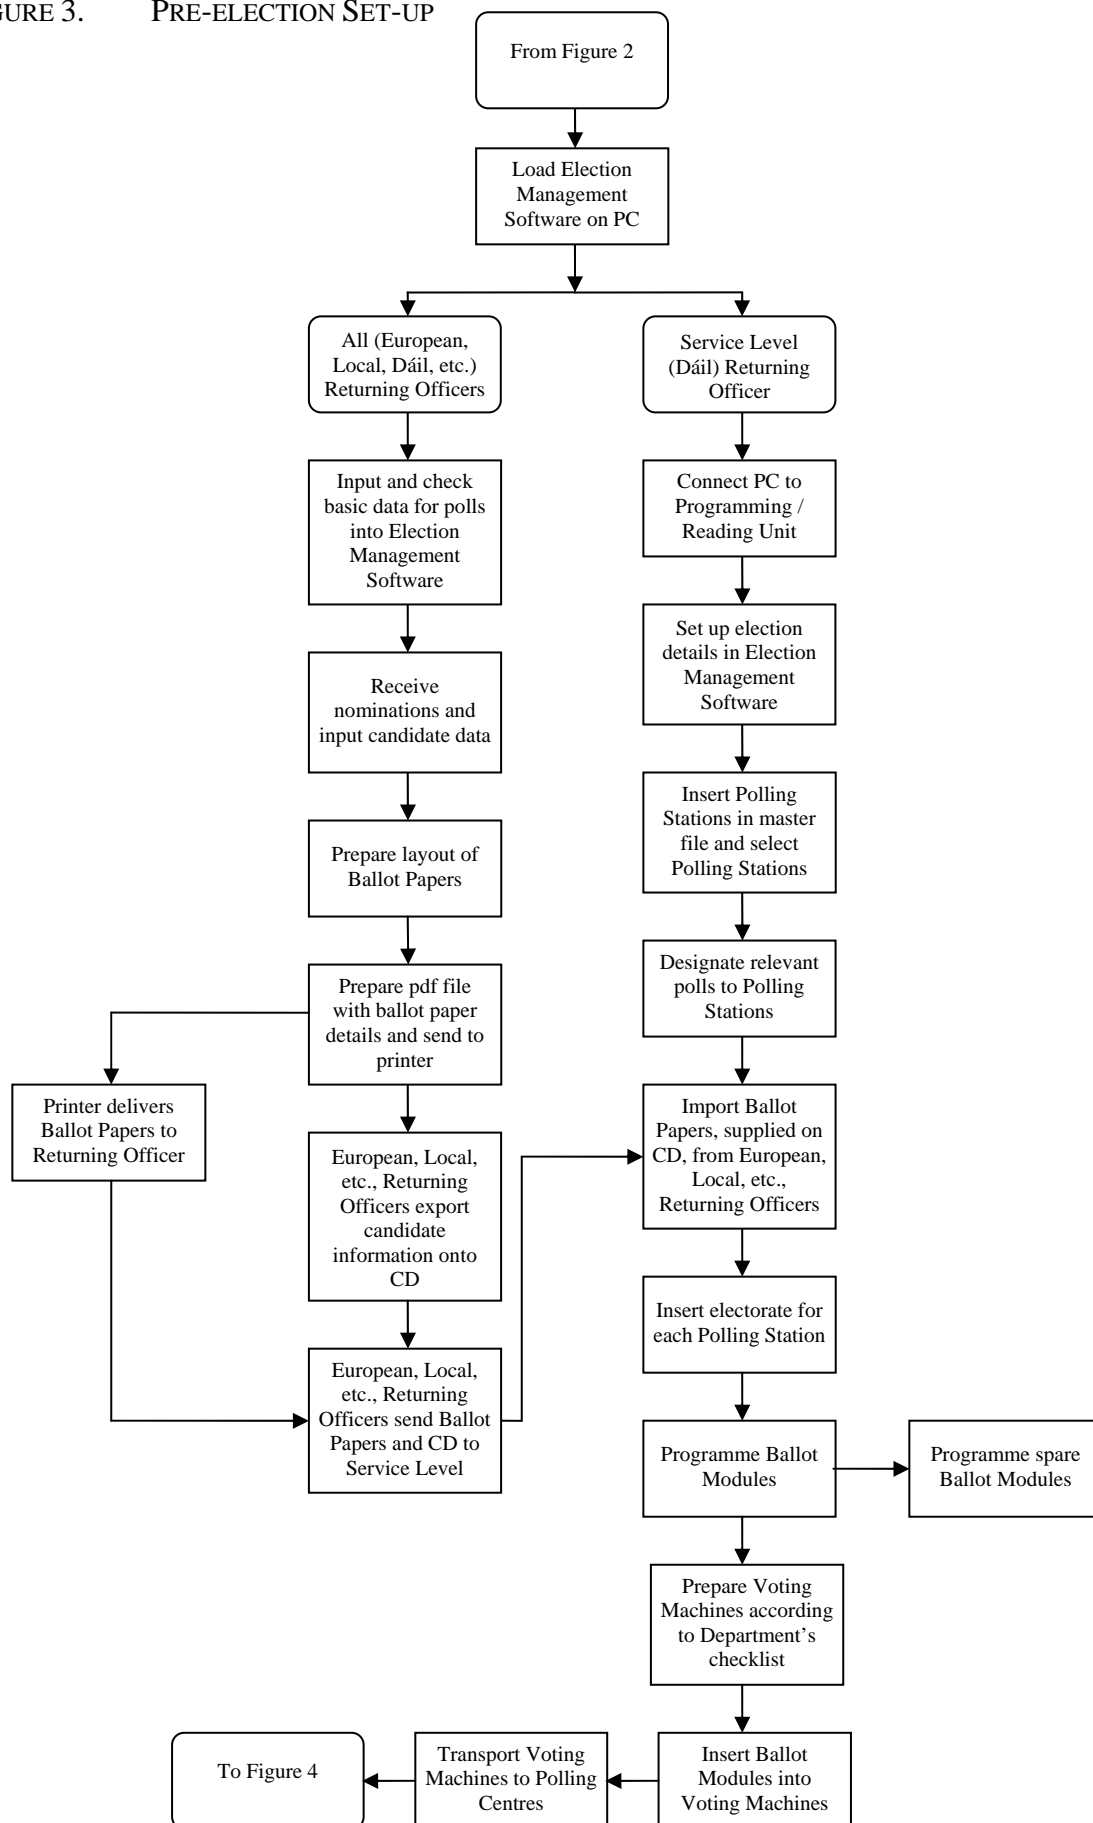 GURE 3. PRE-ELECTION SET-UP
From Figure 2
Load Election
Management
Software on PC
All (European,
Local, Dáil, etc.)
Returning Officers
Input and check
basic data for polls
into Election
Management
Software
Receive
nominations and
input candidate data
Prepare layout of
Ballot Papers
Prepare pdf file
with ballot paper
details and send to
printer
Printer delivers
Ballot Papers to
Returning Officer
European, Local,
etc., Returning
Officers export
candidate
information onto
CD
European, Local,
etc., Returning
Officers send Ballot
Papers and CD to
Service Level
Service Level
(Dáil) Returning
Officer
Connect PC to
Programming /
Reading Unit
Set up election
details in Election
Management
Software
Insert Polling
Stations in master
file and select
Polling Stations
Designate relevant
polls to Polling
Stations
Import Ballot
Papers, supplied on
CD, from European,
Local, etc.,
Returning Officers
Insert electorate for
each Polling Station
Programme Ballot
Modules
Programme spare
Ballot Modules
Prepare Voting
Machines according
to Department’s
checklist
Insert Ballot
Modules into
Voting Machines
Transport Voting
Machines to Polling
Centres
To Figure 4